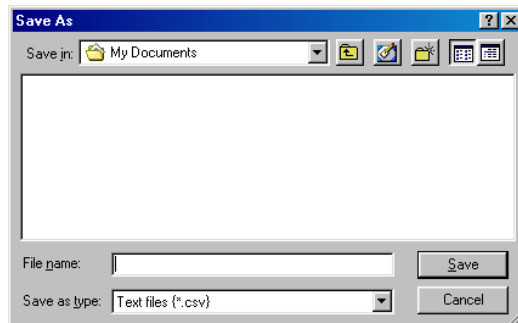 Save As
Save in: My Documents
File name:
Save
Save as type: Text files {*.csv}
Cancel